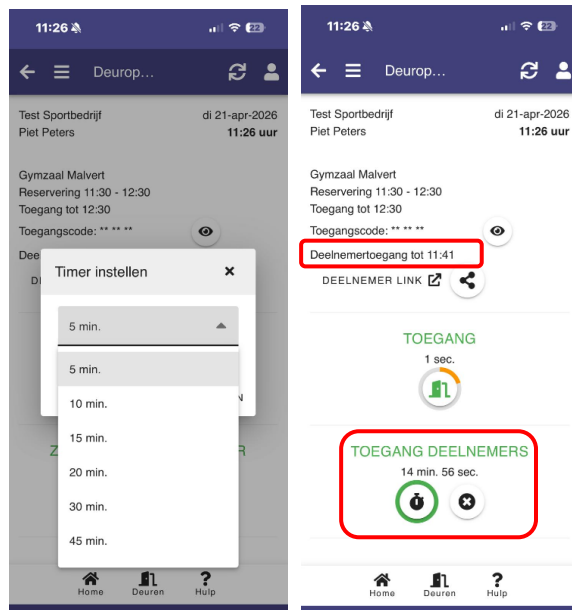 11:26
22
Deurop...
Test Sportbedrijf
di 21-apr-2026
Piet Peters
11:26 uur
Gymzaal Malvert
Reservering 11:30 - 12:30
Toegang tot 12:30
Toegangscode: ** ** **
Dee
DE
Timer instellen
5 min.
5 min.
10 min.
15 min.
20 min.
30 min.
45 min.
N
Z
R
Home
Deuren
Hulp
11:26
22
Deurop...
Test Sportbedrijf
di 21-apr-2026
Piet Peters
11:26 uur
Gymzaal Malvert
Reservering 11:30 - 12:30
Toegang tot 12:30
Toegangscode: ** ** **
Deelnemertoegang tot 11:41
DEELNEMER LINK
TOEGANG
1 sec.
TOEGANG DEELNEMERS
14 min. 56 sec.
Home
Deuren
Hulp